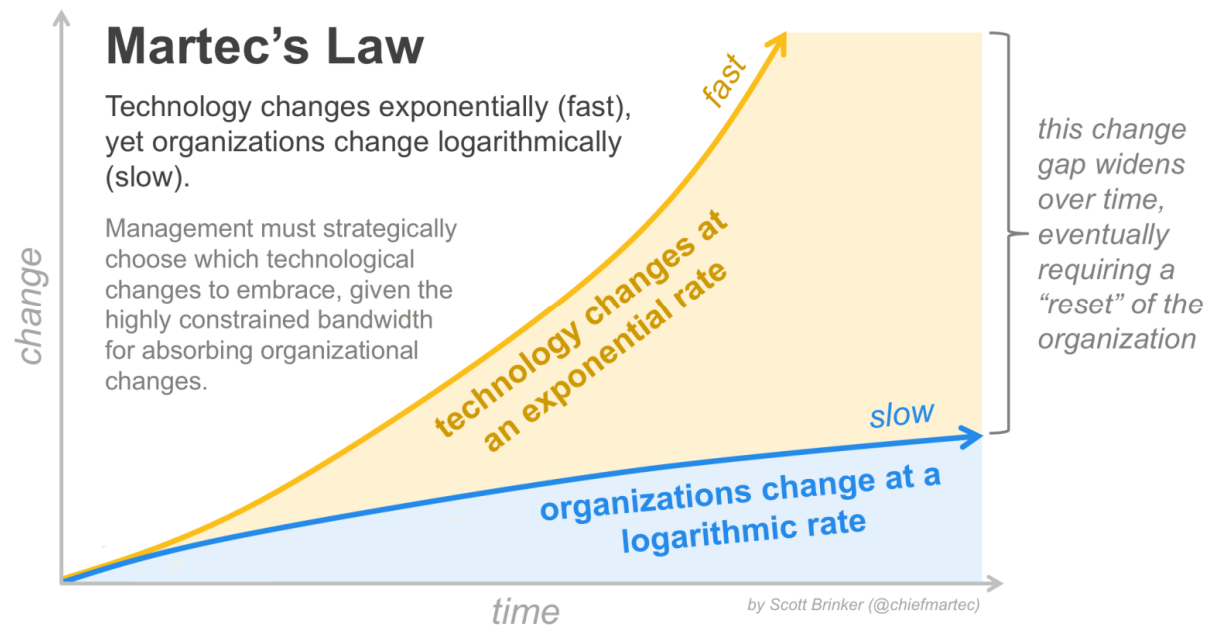 Martec’s Law
Technology changes exponentially (fast),
yet organizations change logarithmically
(slow).
Management must strategically
choose which technological
changes to embrace, given the
highly constrained bandwidth
for absorbing organizational
changes.
change
fast
technology changes at
an exponential rate
slow
organizations change at a
logarithmic rate
this change
gap widens
over time,
eventually
requiring a
“reset” of the
organization
time
by Scott Brinker (@chiefmartec)